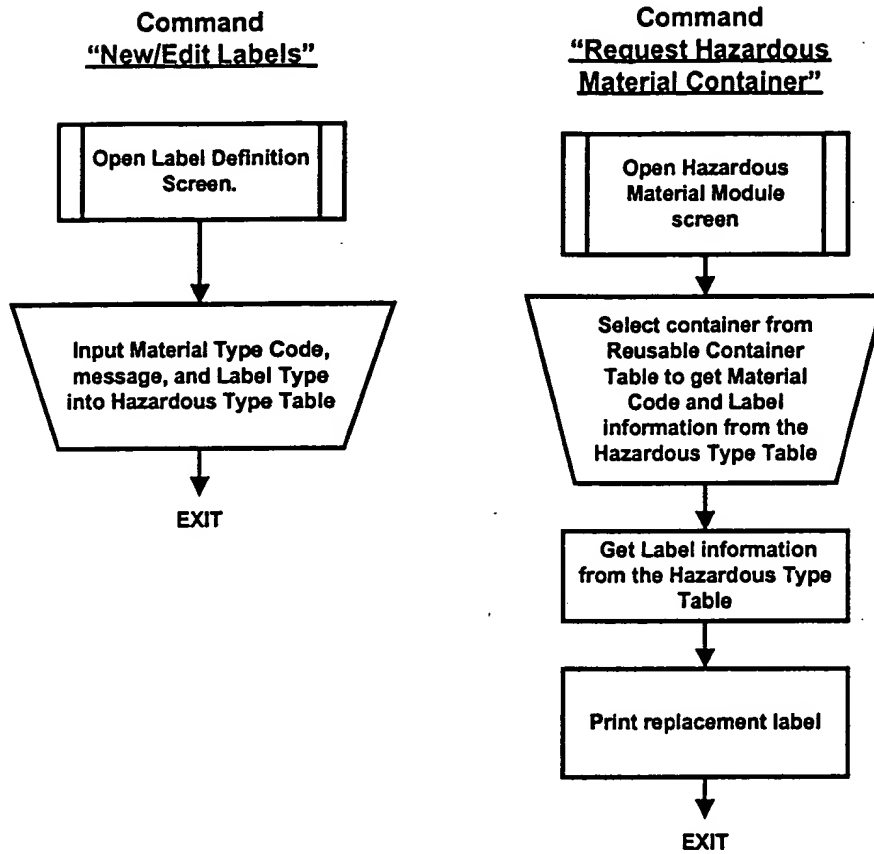 Command
“New/Edit Labels”
Open Label Definition
Screen.
Input Material Type Code,
message, and Label Type
into Hazardous Type Table
EXIT
Command
“Request Hazardous
Material Container”
Open Hazardous
Material Module
screen
Select container from
Reusable Container
Table to get Material
Code and Label
information from the
Hazardous Type Table
Get Label information
from the Hazardous Type
Table
Print replacement label
EXIT